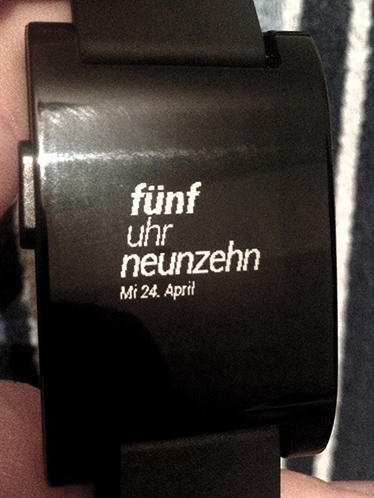 fünf
uhr
neunzehn
Mi 24. April